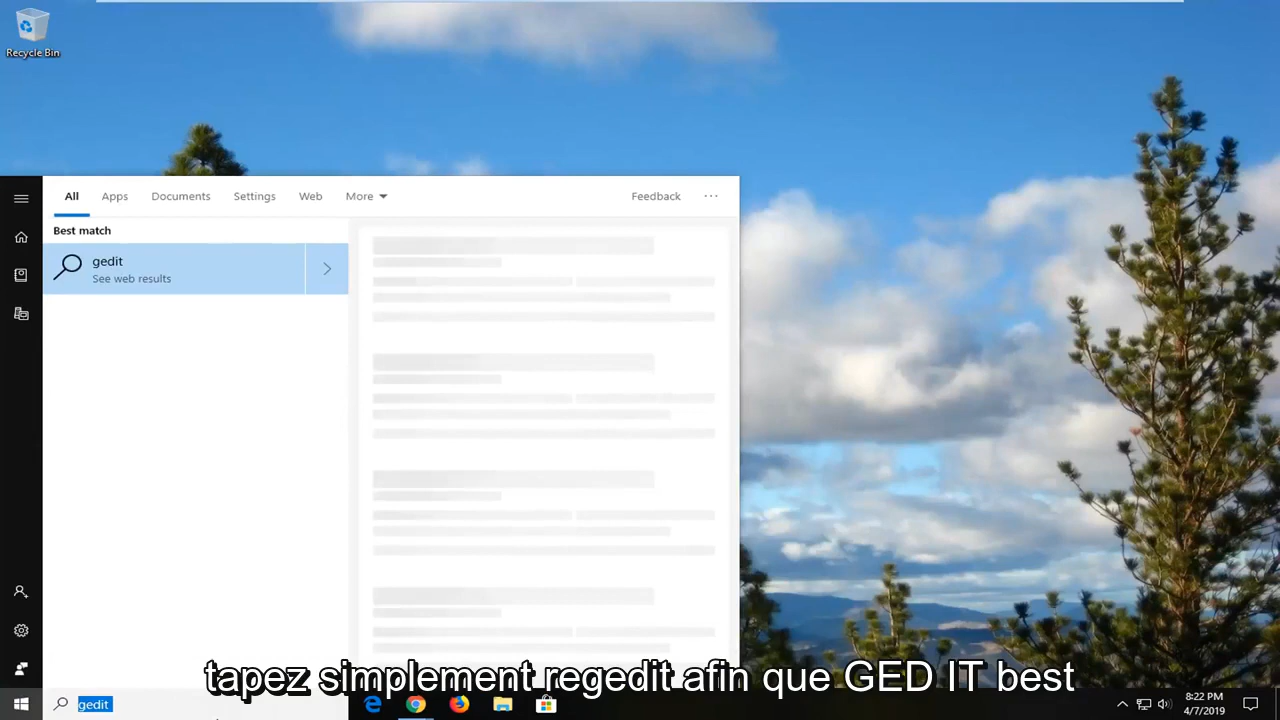 Recycle Bin
All Apps Documents Settings Web More Feedback ...
Best match
gedit
See web results
tapez simplement regedit afin que GED IT best
gedit
8:22 PM
4/7/2019